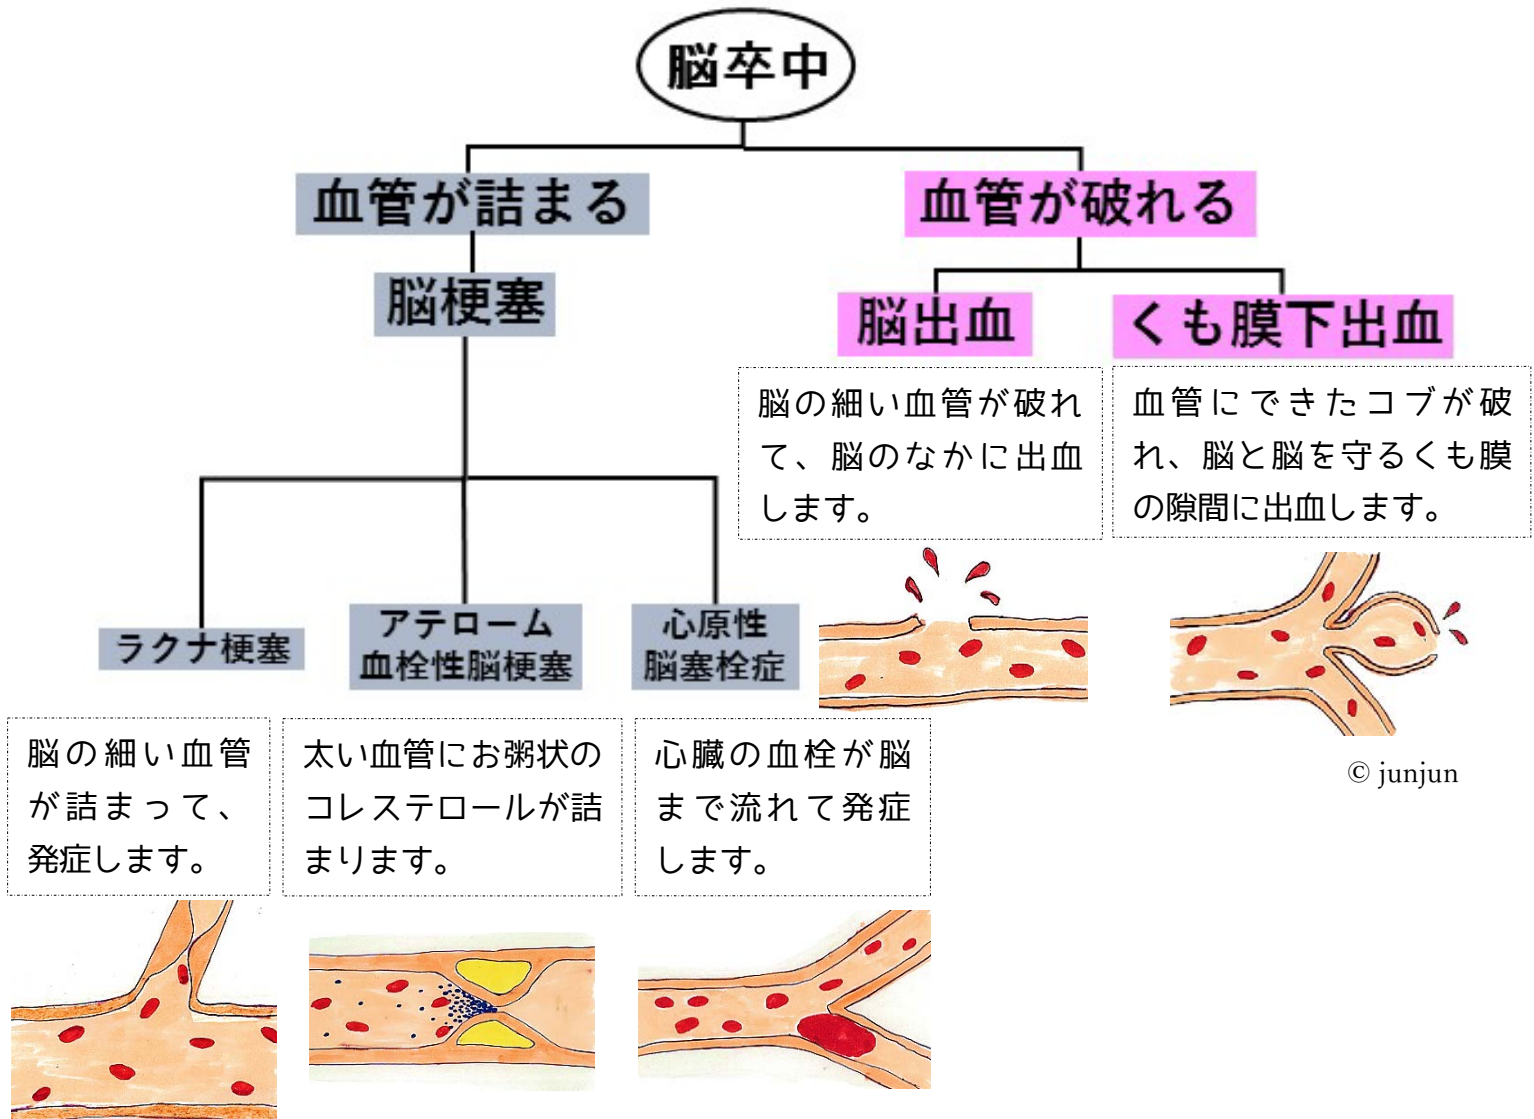 脳卒中
血管が詰まる
血管が破れる
脳梗塞
脳出血
くも膜下出血
脳の細い血管が破れ
て、脳のなかに出血
します。
血管にできたコブが破
れ、脳と脳を守るくも膜
の隙間に出血します。
ラクナ梗塞
アテローム
血栓性脳梗塞
心原性
脳塞栓症
脳の細い血管
が詰まって、
発症します。
太い血管にお粥状の
コレステロールが詰
まります。
心臓の血栓が脳
まで流れて発症
します。
© junjun